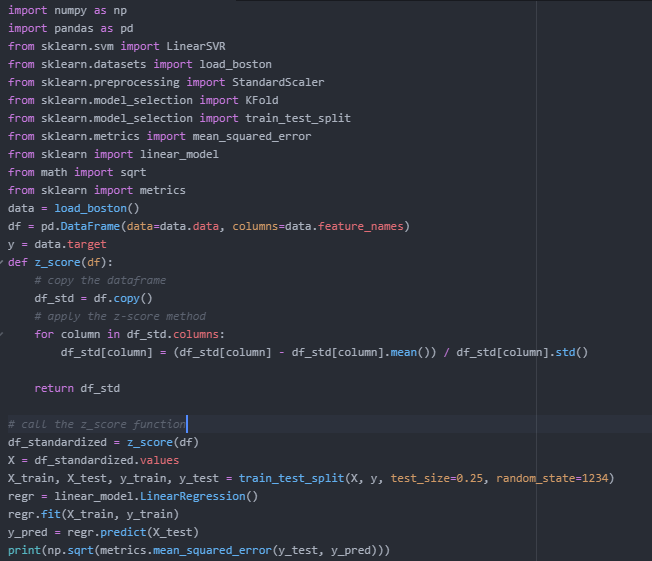 import numpy as np
import pandas as pd
from sklearn.svm import LinearSVR
from sklearn.datasets import load_boston
from sklearn.preprocessing import StandardScaler
from sklearn.model_selection import KFold
from sklearn.model_selection import train_test_split
from sklearn.metrics import mean_squared_error
from sklearn import linear_model
from math import sqrt
from sklearn import metrics
data = load_boston()
df = pd.DataFrame(data=data.data, columns=data.feature_names)
y = data.target
def z_score(df):
    # copy the dataframe
    df_std = df.copy()
    # apply the z-score method
    for column in df_std.columns:
        df_std[column] = (df_std[column] - df_std[column].mean()) / df_std[column].std()
    return df_std
# call the z_score function
df_standardized = z_score(df)
X = df_standardized.values
X_train, X_test, y_train, y_test = train_test_split(X, y, test_size=0.25, random_state=1234)
regr = linear_model.LinearRegression()
regr.fit(X_train, y_train)
y_pred = regr.predict(X_test)
print(np.sqrt(metrics.mean_squared_error(y_test, y_pred)))